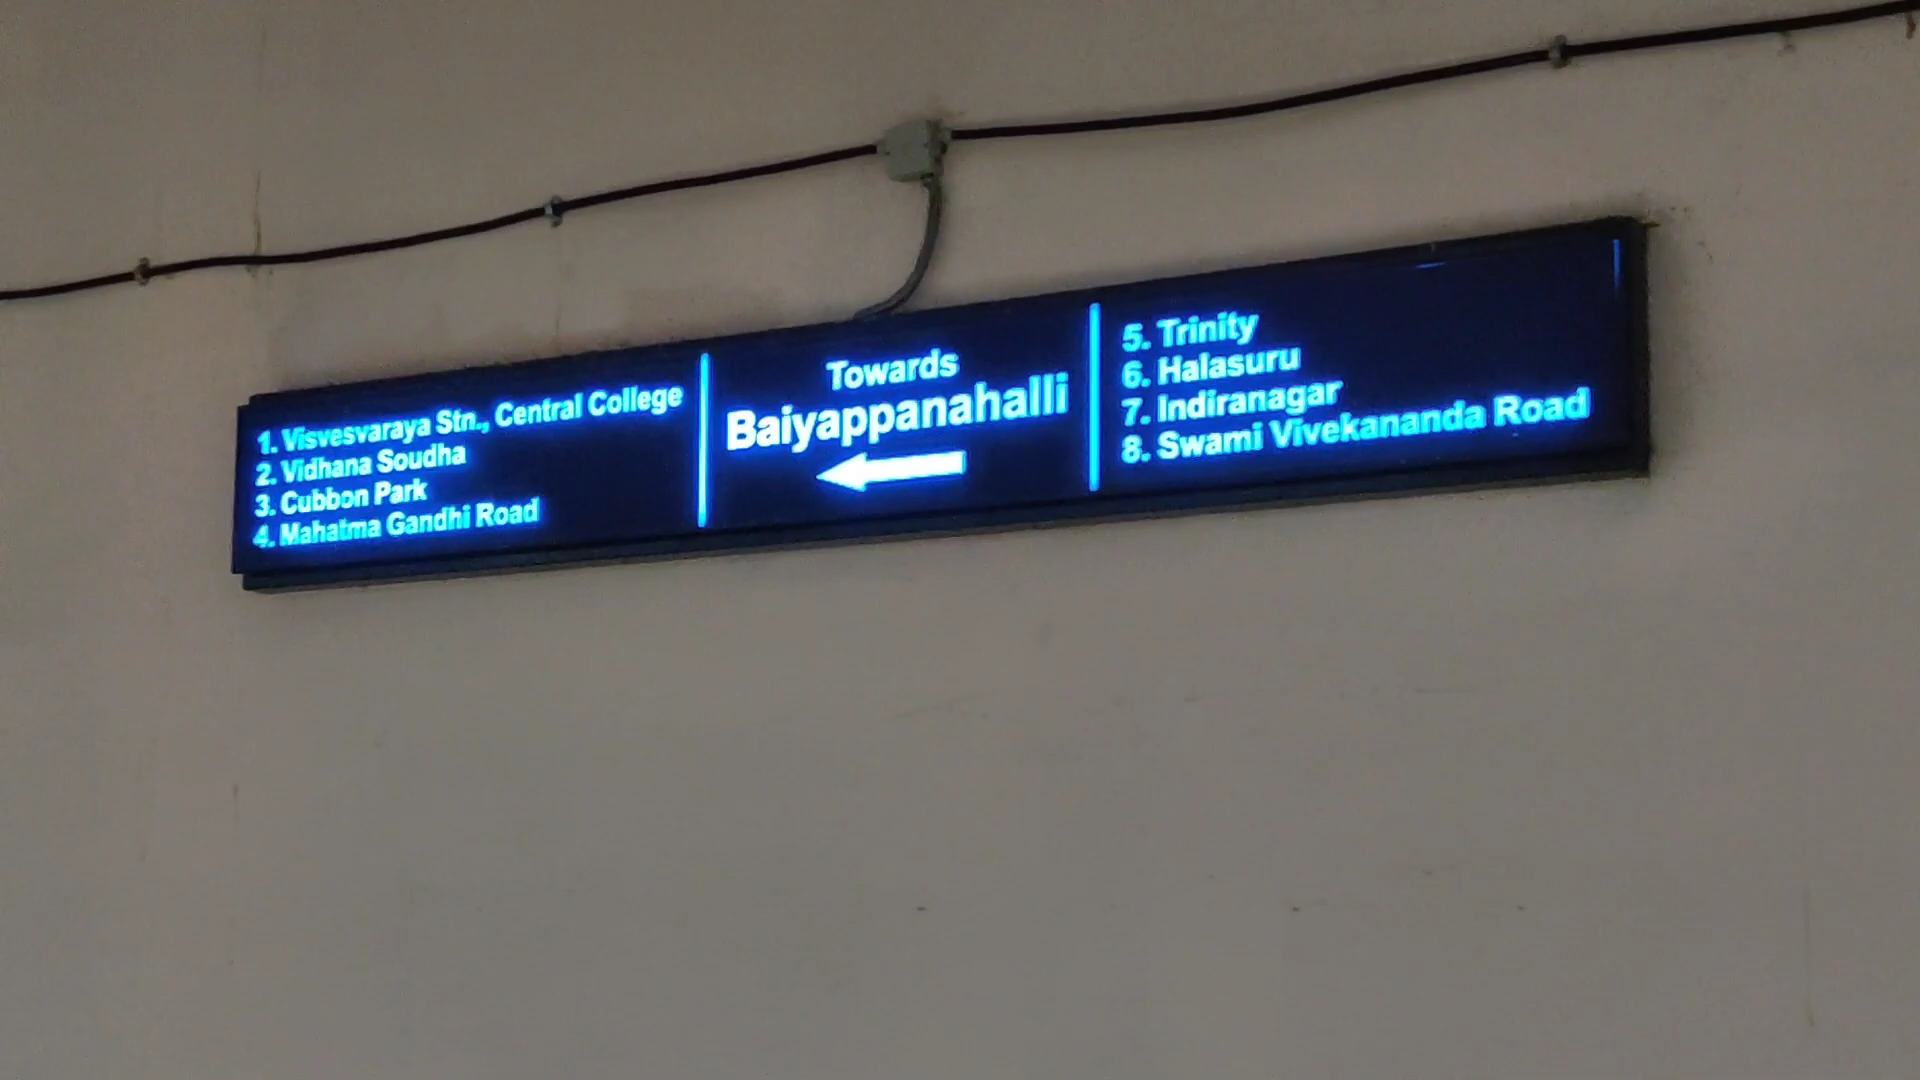 1. Visvesvaraya Stn., Central College
2. Vidhana Soudha
3. Cubbon Park
4. Mahatma Gandhi Road
Towards
Baiyappanahalli
5. Trinity
6. Halasuru
7. Indiranagar
8. Swami Vivekananda Road